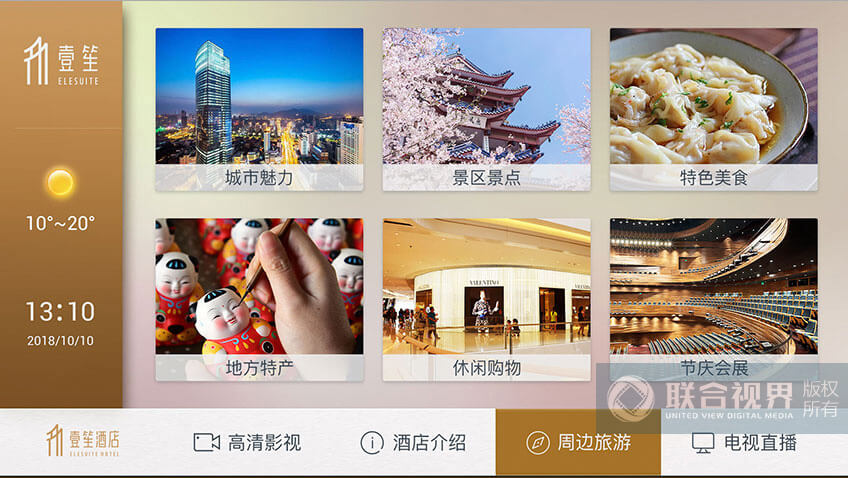 壹笙
ELESUITE
10°~20°
13:10
2018/10/10
城市魅力
景区景点
特色美食
VALENTINO
VALENTINO
地方特产
休闲购物
节庆会展
联合视界
UNITED VIEW DIGITAL MEDIA
版权
所有
壹笙酒店
ELESUITE HOTEL
高清影视
酒店介绍
周边旅游
电视直播